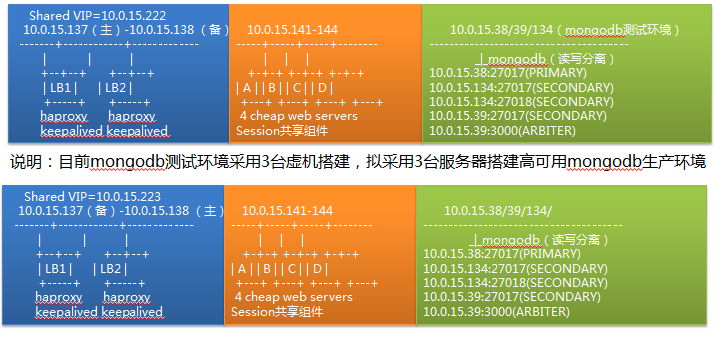 Shared VIP=10.0.15.222
10.0.15.137（主）-10.0.15.138 （备）
-------+------------+-------------
| | |
+--+--+ +--+--+
| LB1 | | LB2 |
+-----+ +-----+
haproxy haproxy
keepalived keepalived
10.0.15.141-144
-----+-----+-----+--------
| | |
+-+-+ +-+-+ +-+-+
| A | | B | | C | | D |
+---+ +---+ +---+ +---+
4 cheap web servers
Session共享组件
10.0.15.38/39/134（mongodb测试环境）
---------------------------------------
| mongodb（读写分离）
10.0.15.38:27017(PRIMARY)
10.0.15.134:27017(SECONDARY)
10.0.15.134:27018(SECONDARY)
10.0.15.39:27017(SECONDARY)
10.0.15.39:3000(ARBITER)
说明：目前mongodb测试环境采用3台虚机搭建，拟采用3台服务器搭建高可用mongodb生产环境
Shared VIP=10.0.15.223
10.0.15.137（备）-10.0.15.138 （主）
-------+------------+-------------
| | |
+--+--+ +--+--+
| LB1 | | LB2 |
+-----+ +-----+
haproxy haproxy
keepalived keepalived
10.0.15.141-144
-----+-----+-----+--------
| | |
+-+-+ +-+-+ +-+-+
| A | | B | | C | | D |
+---+ +---+ +---+ +---+
4 cheap web servers
Session共享组件
10.0.15.38/39/134/
---------------------------------------
| mongodb（读写分离）
10.0.15.38:27017(PRIMARY)
10.0.15.134:27017(SECONDARY)
10.0.15.134:27018(SECONDARY)
10.0.15.39:27017(SECONDARY)
10.0.15.39:3000(ARBITER)